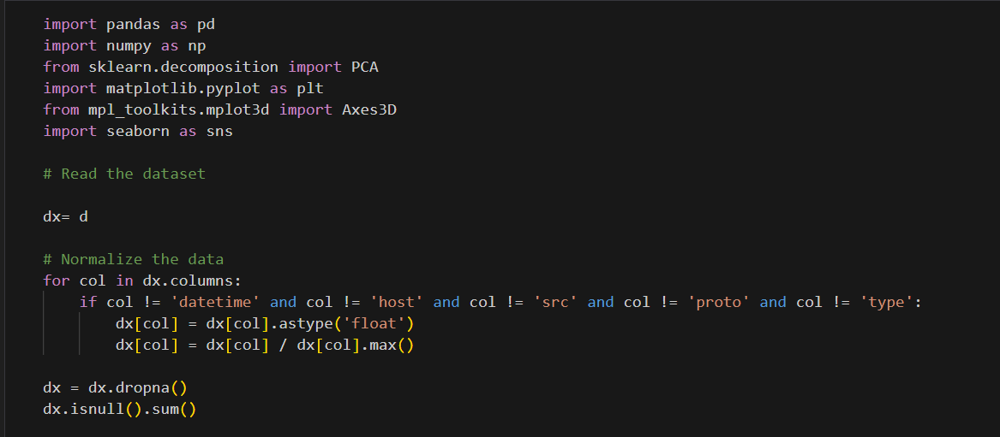 import pandas as pd
import numpy as np
from sklearn.decomposition import PCA
import matplotlib.pyplot as plt
from mpl_toolkits.mplot3d import Axes3D
import seaborn as sns

# Read the dataset

dx= d

# Normalize the data
for col in dx.columns:
    if col != 'datetime' and col != 'host' and col != 'src' and col != 'proto' and col != 'type':
        dx[col] = dx[col].astype('float')
        dx[col] = dx[col] / dx[col].max()

dx = dx.dropna()
dx.isnull().sum()